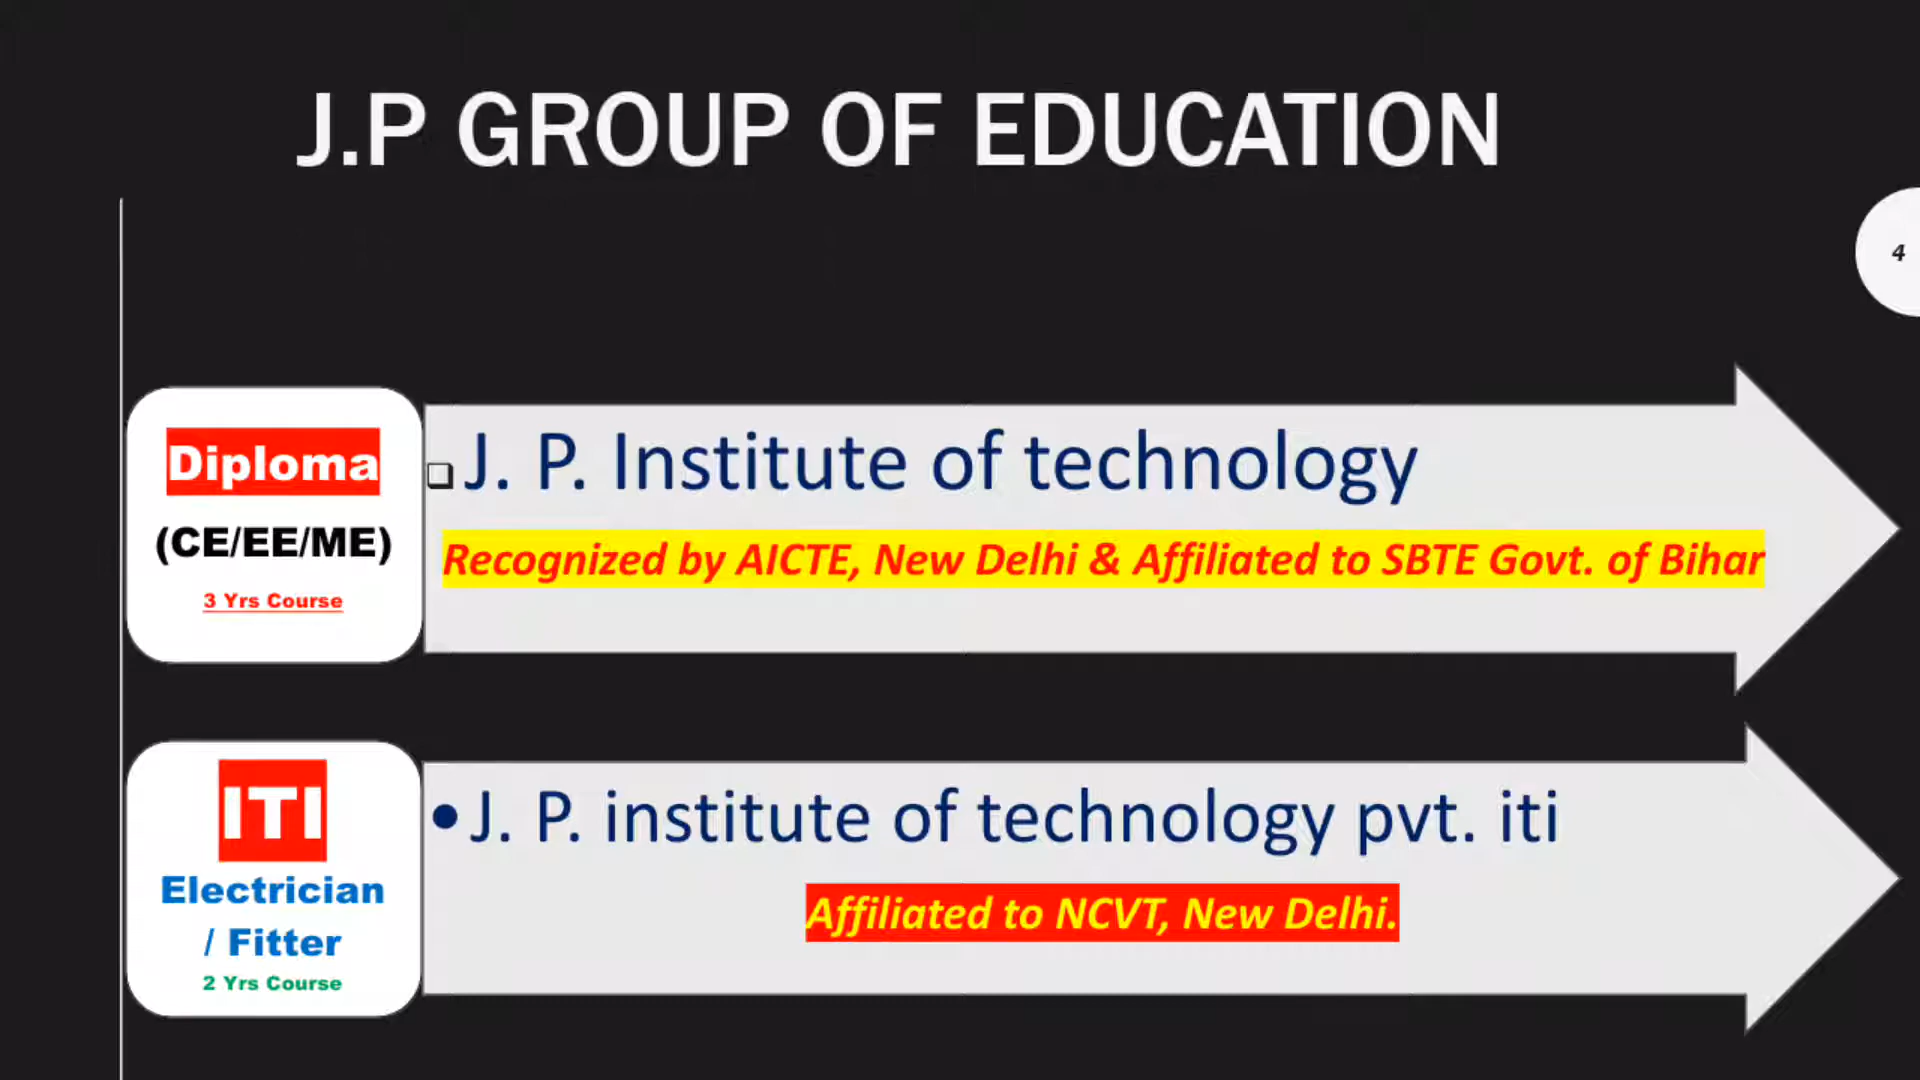 J.P GROUP OF EDUCATION
4
Diploma
(CE/EE/ME)
3 Yrs Course
J. P. Institute of technology
Recognized by AICTE, New Delhi & Affiliated to SBTE Govt. of Bihar
ITI
Electrician
/ Fitter
2 Yrs Course
J. P. institute of technology pvt. iti
Affiliated to NCVT, New Delhi.